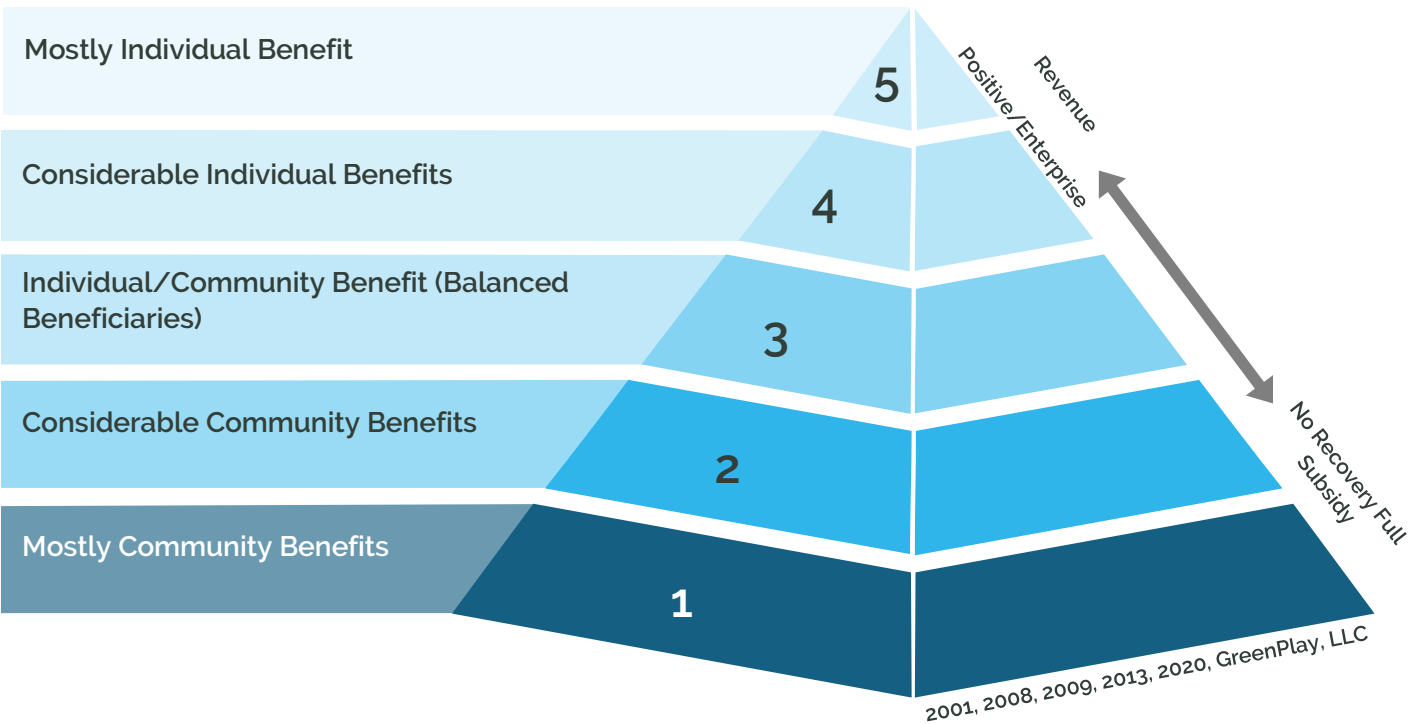 Mostly Individual Benefit
5
Revenue
Positive/Enterprise
Considerable Individual Benefits
4
Individual/Community Benefit (Balanced
Beneficiaries)
3
Considerable Community Benefits
2
No Recovery Full
Subsidy
Mostly Community Benefits
1
2001, 2008, 2009, 2013, 2020, GreenPlay, LLC